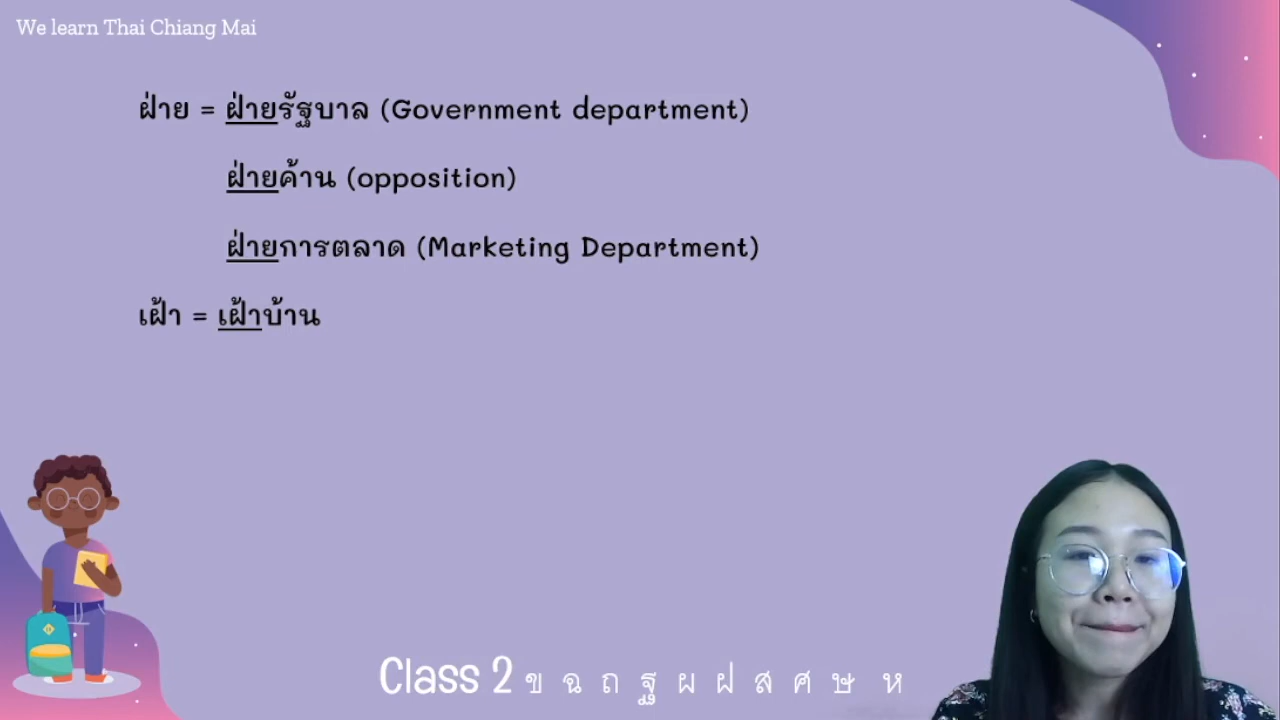 We learn Thai Chiang Mai
ฝ่าย = ฝ่ายรัฐบาล (Government department)
ฝ่ายค้าน (opposition)
ฝ่ายการตลาด (Marketing Department)
เฝ้า = เฝ้าบ้าน
Class 2 ข ฉ ถ ฐ ผ ฝ ส ศ ษ ห